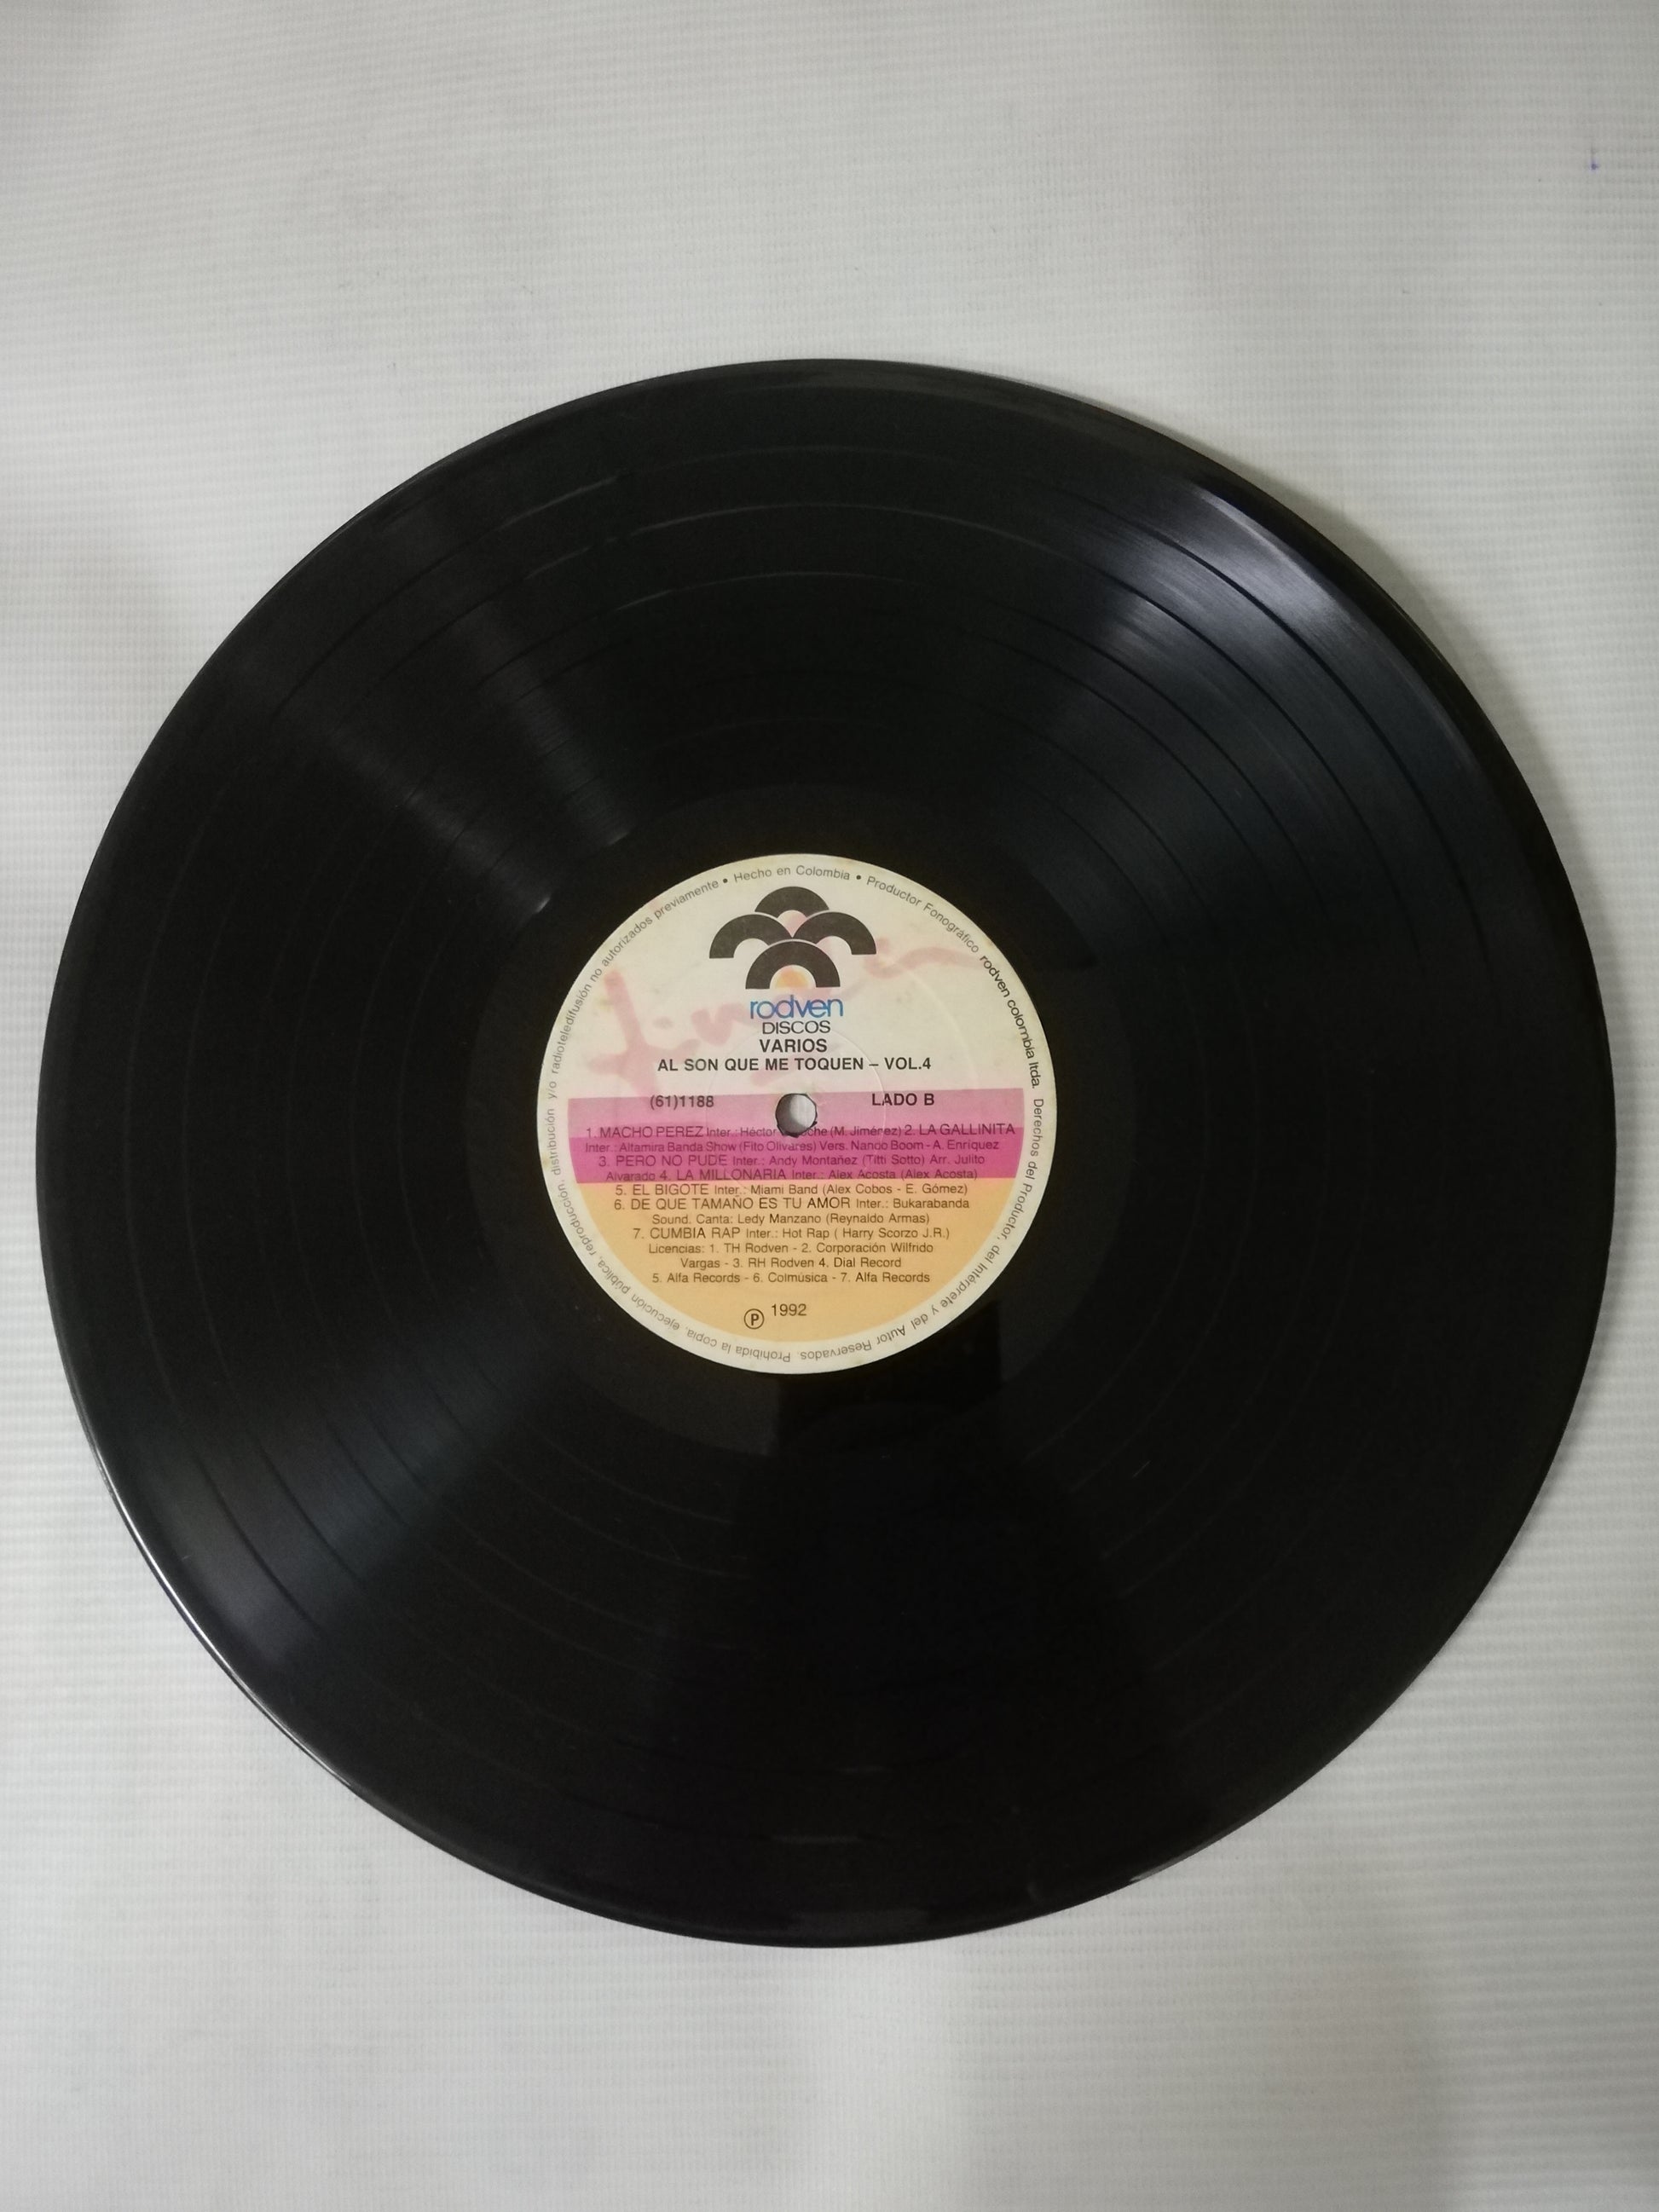 rodven
DISCOS
VARIOS
AL SON QUE ME TOQUEN – VOL.4
(61)1188 LADO B
1. MACHO PEREZ Inter.: Héctor che (M. Jiménez) 2. LA GALLINITA
Inter.: Altamira Banda Show (Fito Olivares) Vers. Nando Boom - A. Enriquez
3. PERO NO PUDE Inter.: Andy Montañez (Titti Sotto) Arr. Julito
Alvarado 4. LA MILLONARIA Inter.: Alex Acosta (Alex Acosta)
5. EL BIGOTE Inter.: Miami Band (Alex Cobos - E. Gómez)
6. DE QUE TAMAÑO ES TU AMOR Inter.: Bukarabanda
Sound. Canta: Ledy Manzano (Reynaldo Armas)
7. CUMBIA RAP Inter.: Hot Rap ( Harry Scorzo J.R.)
Licencias: 1. TH Rodven - 2. Corporación Wilfrido
Vargas - 3. RH Rodven 4. Dial Record
5. Alfa Records - 6. Colmúsica - 7. Alfa Records
Ⓟ 1992
• Hecho en Colombia • Productor Fonográfico rodven colombia ltda. Derechos del Productor, del Intérprete y del Autor Reservados. Prohibida la copia, ejecución pública, reproducción, distribución y/o radioteledifusión no autorizados previamente